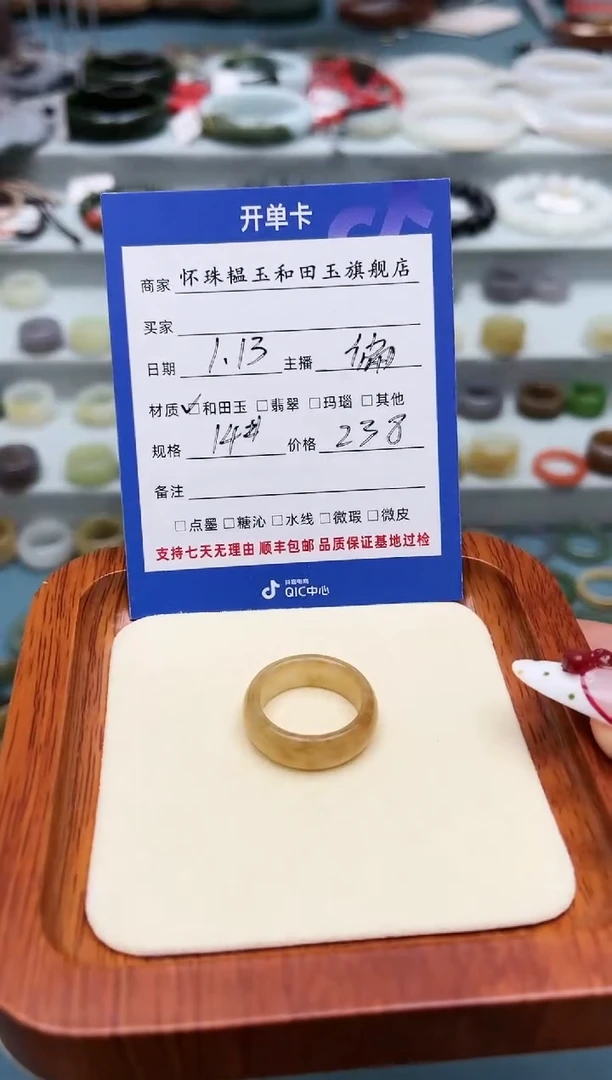 开单卡
商家 怀珠韫玉和田玉旗舰店
买家
日期 1.13 主播
材质 ☑和田玉 □翡翠 □玛瑙 □其他
规格 14# 价格 238
备注
□点墨 □糖沁 □水线 □微瑕 □微皮
支持七天无理由 顺丰包邮 品质保证基地过检
抖音电商
QIC中心